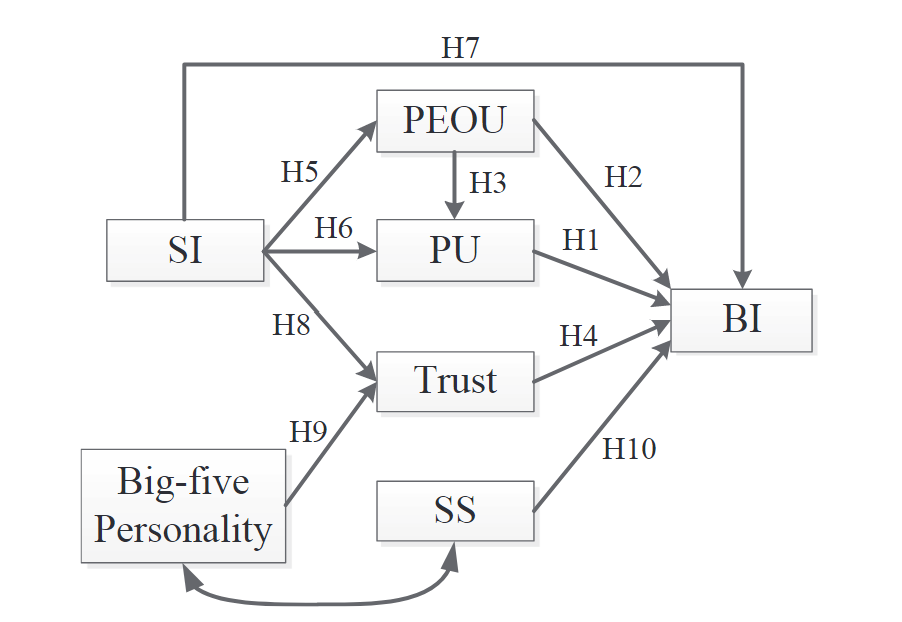 H7
PEOU
H5
H3
H2
SI
H6
PU
H1
BI
H8
Trust
H4
H9
Big-five
Personality
SS
H10